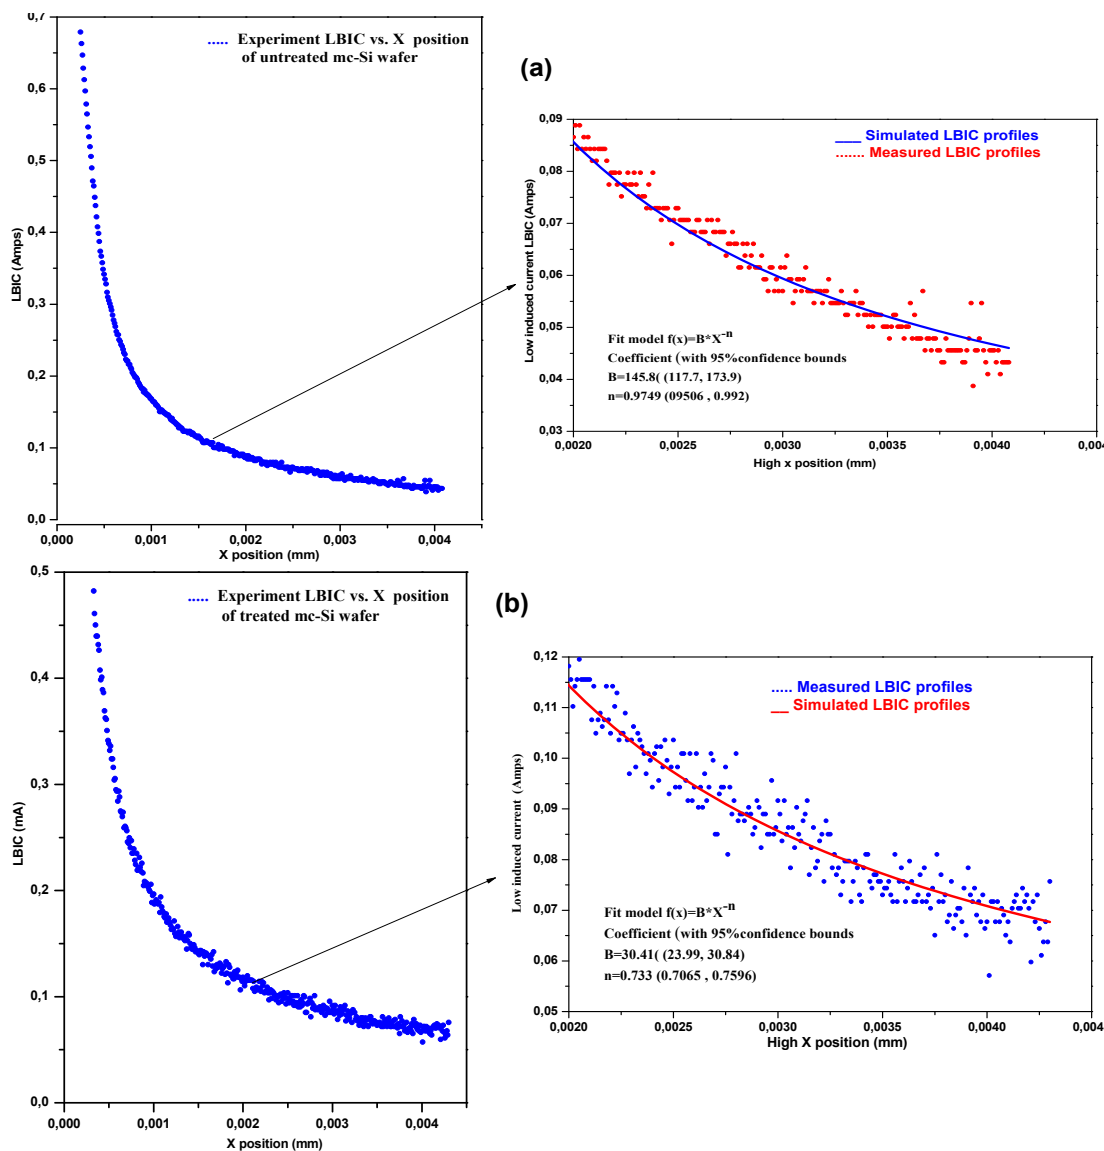 0,7
0,6
0,5
0,4
0,3
0,2
0,1
0,0
LBIC (Amps)
..... Experiment LBIC vs. X position
of untreated mc-Si wafer
0,000 0,001 0,002 0,003 0,004
X position (mm)
(a)
0,09
0,08
0,07
0,06
0,05
0,04
0,03
Low induced current LBIC (Amps)
Simulated LBIC profiles
....... Measured LBIC profiles
Fit model f(x)=B*X-n
Coefficient (with 95%confidence bounds
B=145.8( (117.7, 173.9)
n=0.9749 (09506 , 0.992)
0,0020 0,0025 0,0030 0,0035 0,0040 0,004
High x position (mm)
0,5
0,4
0,3
0,2
0,1
0,0
LBIC (mA)
..... Experiment LBIC vs. X position
of treated mc-Si wafer
0,000 0,001 0,002 0,003 0,004
X position (mm)
(b)
0,12
0,11
0,10
0,09
0,08
0,07
0,06
0,05
Low induced current (Amps)
..... Measured LBIC profiles
Simulated LBIC profiles
Fit model f(x)=B*X-n
Coefficient (with 95%confidence bounds
B=30.41( (23.99, 30.84)
n=0.733 (0.7065 , 0.7596)
0,0020 0,0025 0,0030 0,0035 0,0040 0,004
High X position (mm)